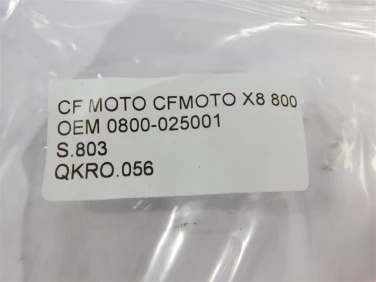 CF MOTO CFMOTO X8 800
OEM 0800-025001
S.803
QKRO.056